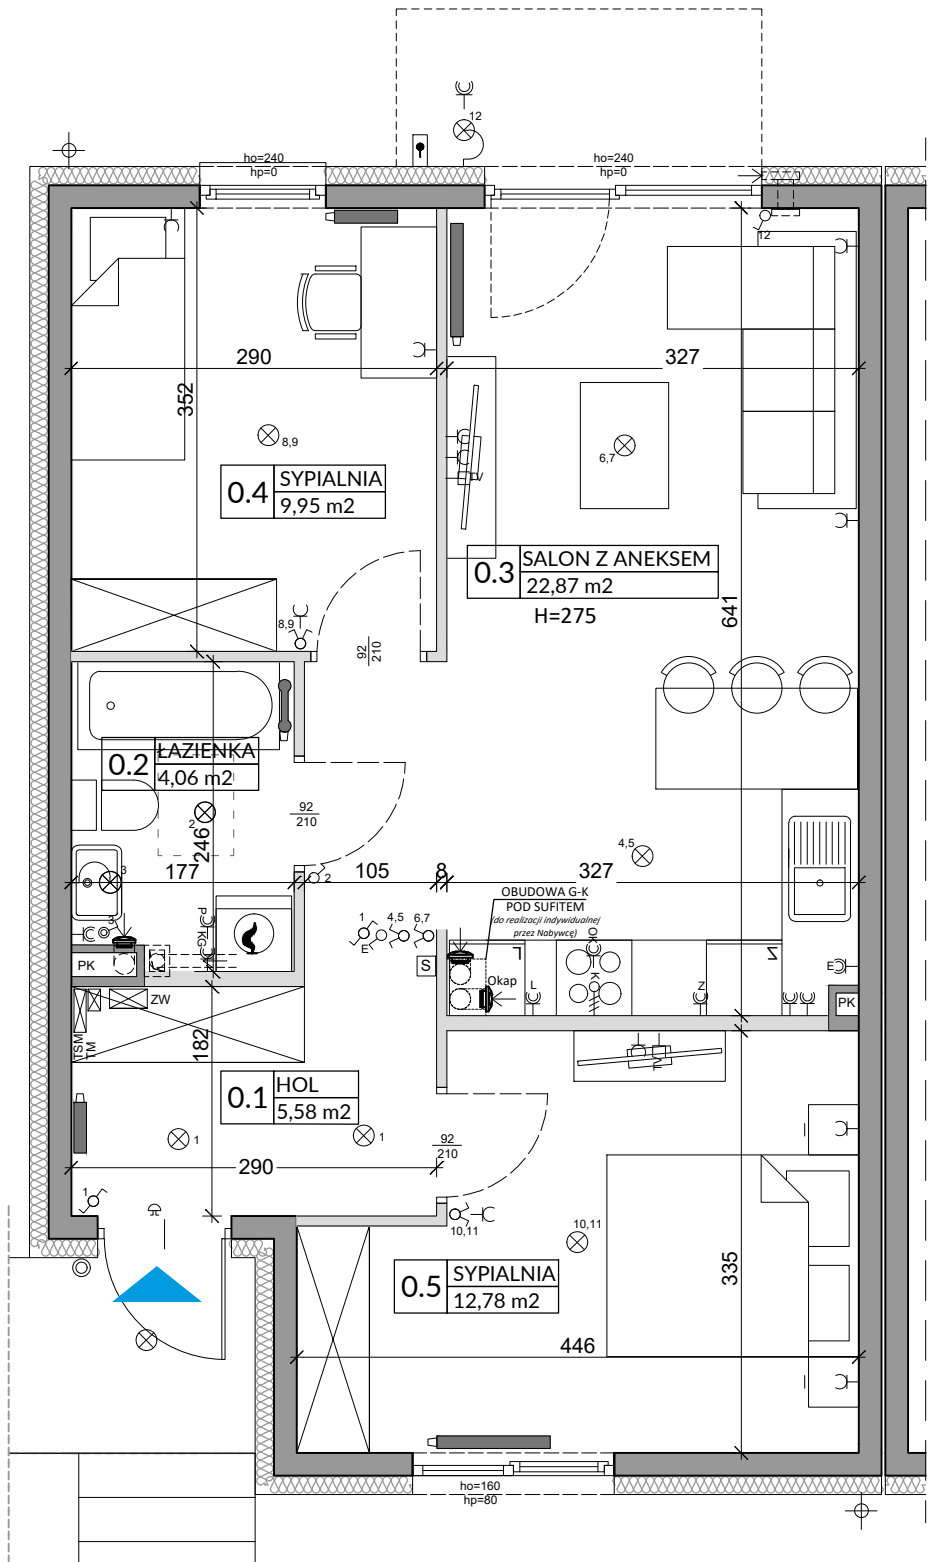 12
ho=240
hp=0
ho=240
hp=0
12
290
327
352
8,9
6,7
0.4 SYPIALNIA
9,95 m2
TV
0.3 SALON Z ANEKSEM
22,87 m2
H=275
641
8,9
92
210
0.2 ŁAZIENKA
4,06 m2
92
210
2
246
4,5
3
177
2
105
8
327
OBUDOWA G-K
POD SUFITEM
(do realizacji indywidualnej
przez Nabywcę)
3
P
KG
1
4,5
6,7
E
OK
PK
S
Okap
L
K
Z
E
ZW
PK
TSM
TM
182
TV
0.1 HOL
5,58 m2
1
1
92
210
290
1
10,11
10,11
0.5 SYPIALNIA
12,78 m2
335
446
ho=160
hp=80